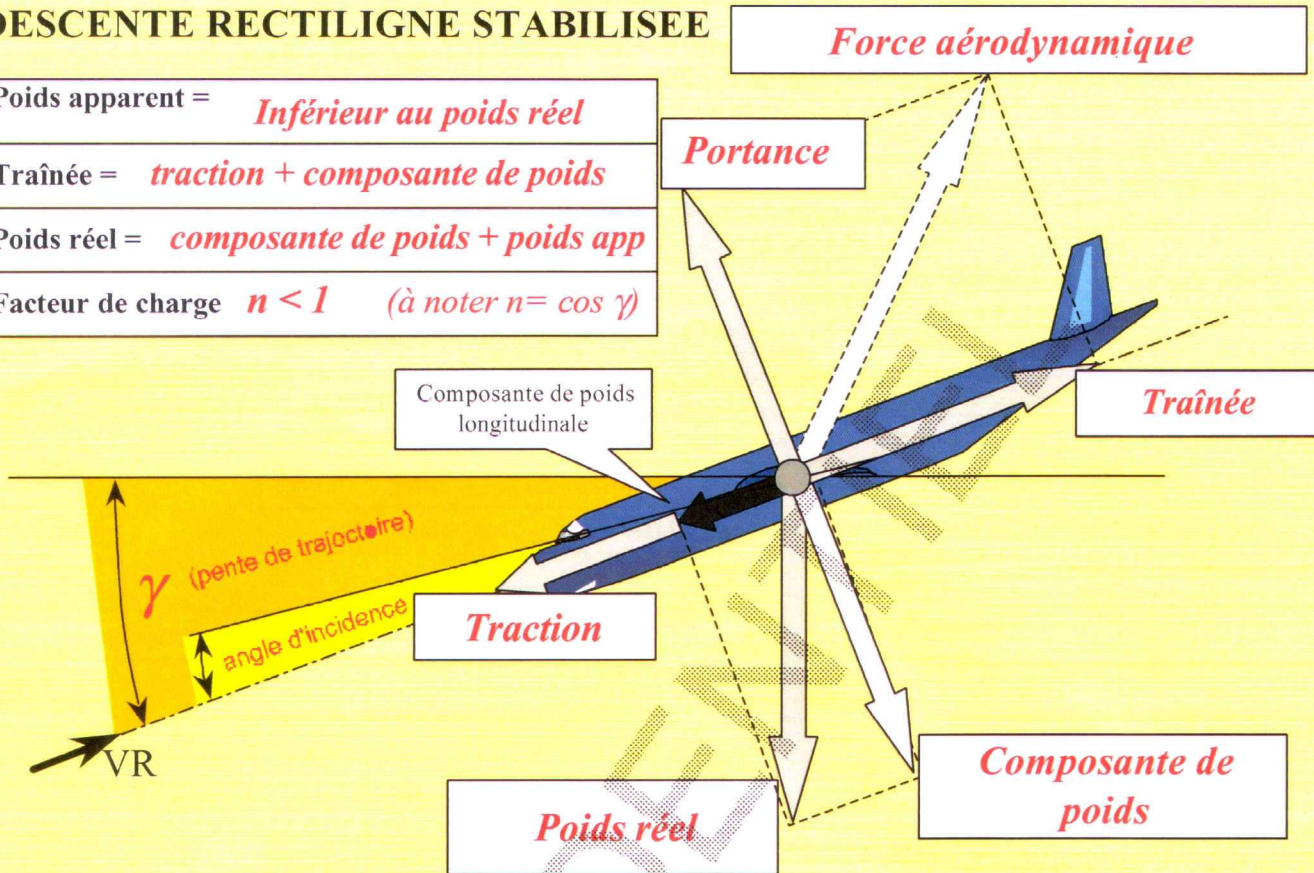 DESCENTE RECTILIGNE STABILISEE
Force aérodynamique
Poids apparent = Inférieur au poids réel
Traînée = traction + composante de poids
Poids réel = composante de poids + poids app
Facteur de charge n < 1 (à noter n= cos γ)
Portance
Composante de poids
longitudinale
Traînée
γ (pente de trajectoire)
angle d'incidence
Traction
VR
Composante de
poids
Poids réel